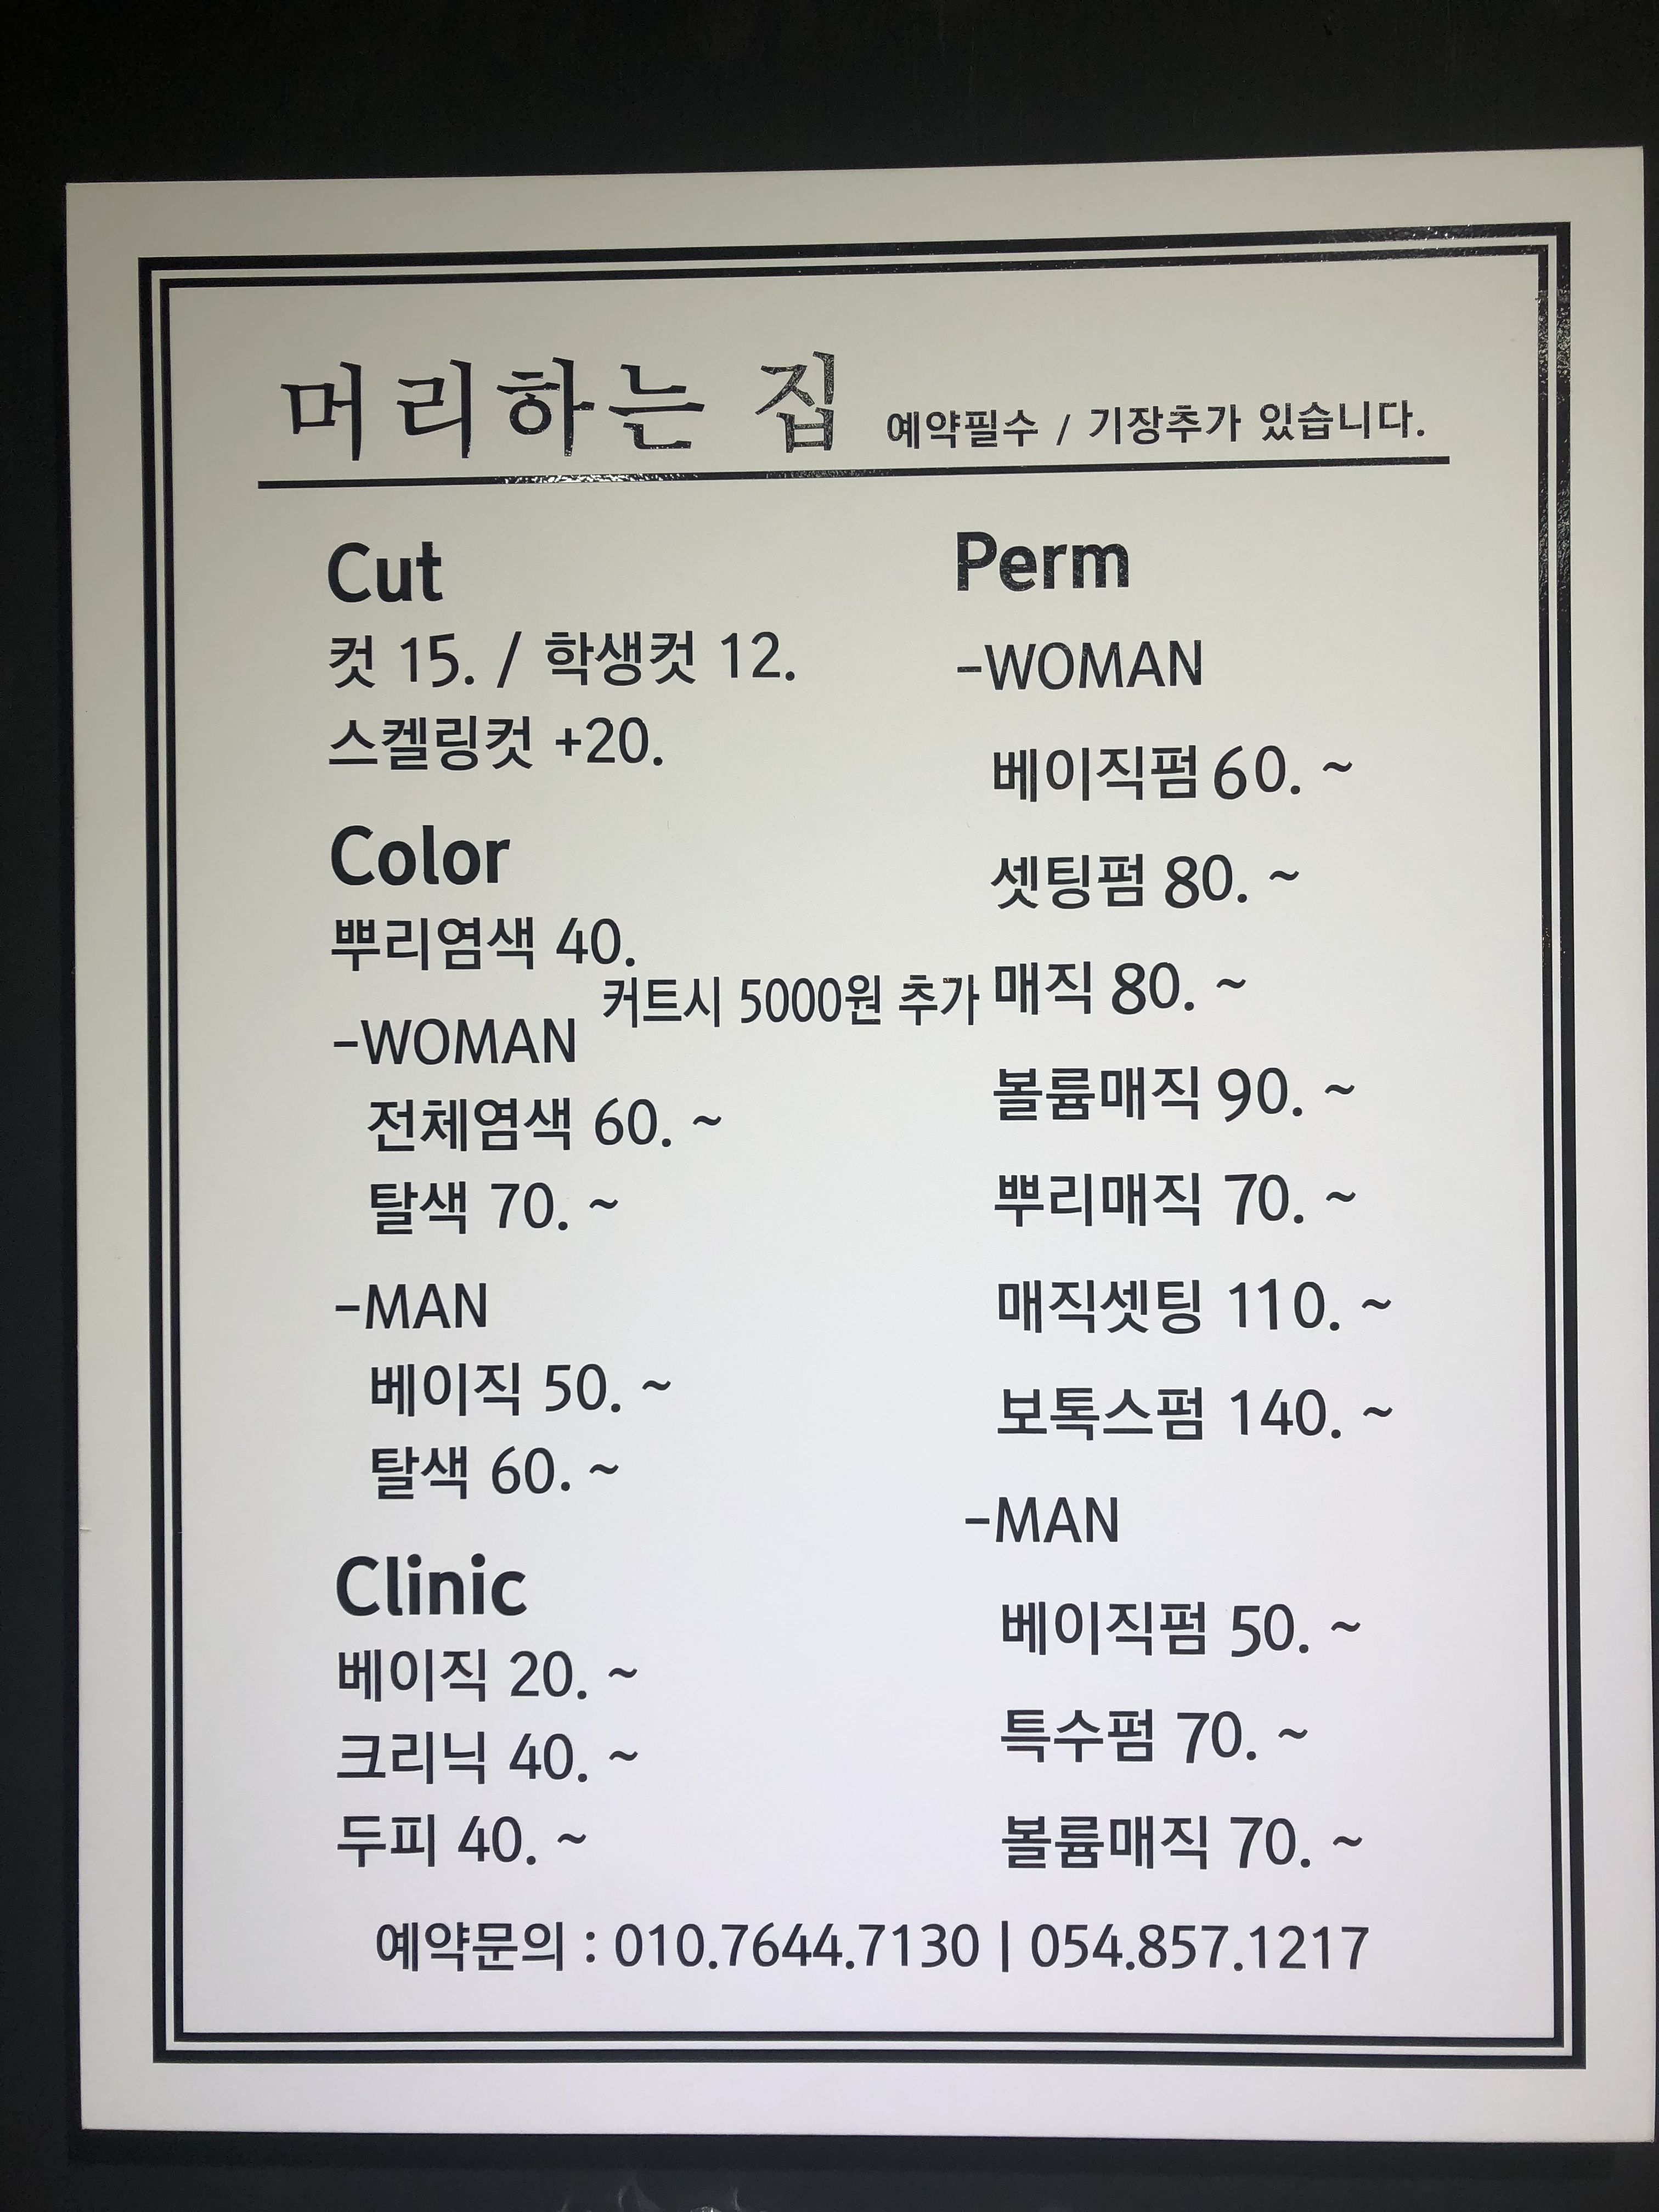 머리하는 집 예약필수 / 기장추가 있습니다.
Cut
컷 15. / 학생컷 12.
스켈링컷 +20.
Color
뿌리염색 40.
커트시 5000원 추가
-WOMAN
전체염색 60. ~
탈색 70. ~
-MAN
베이직 50. ~
탈색 60. ~
Clinic
베이직 20. ~
크리닉 40. ~
두피 40. ~
Perm
-WOMAN
베이직펌 60. ~
셋팅펌 80. ~
매직 80. ~
볼륨매직 90. ~
뿌리매직 70. ~
매직셋팅 110. ~
보톡스펌 140. ~
-MAN
베이직펌 50. ~
특수펌 70. ~
볼륨매직 70. ~
예약문의 : 010.7644.7130 | 054.857.1217